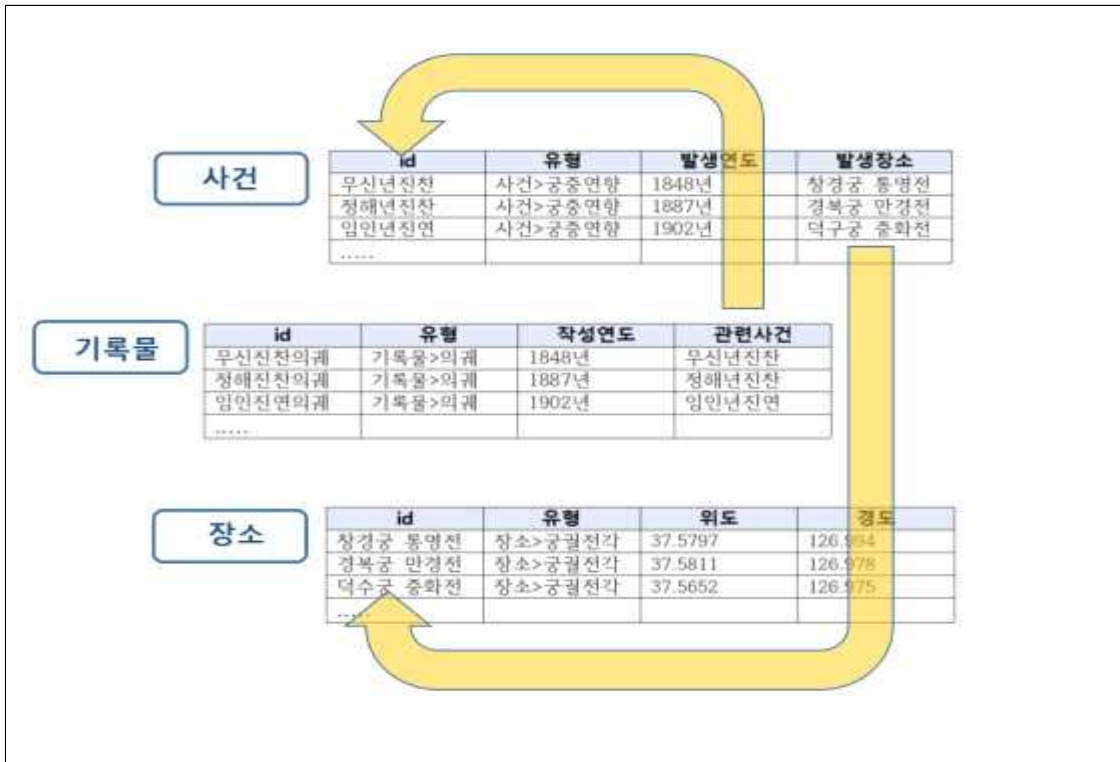 사건
id 유형 발생연도 발생장소
무신년진찬 사건>궁중연향 1848년 창경궁 통명전
정해년진찬 사건>궁중연향 1887년 경복궁 만경전
임인년진연 사건>궁중연향 1902년 덕구궁 중화전
.....
기록물
id 유형 작성연도 관련사건
무신진찬의궤 기록물>의궤 1848년 무신년진찬
정해진찬의궤 기록물>의궤 1887년 정해년진찬
임인진연의궤 기록물>의궤 1902년 임인년진연
.....
장소
id 유형 위도 경도
창경궁 통명전 장소>궁궐전각 37.5797 126.994
경복궁 만경전 장소>궁궐전각 37.5811 126.978
덕수궁 중화전 장소>궁궐전각 37.5652 126.975
.....